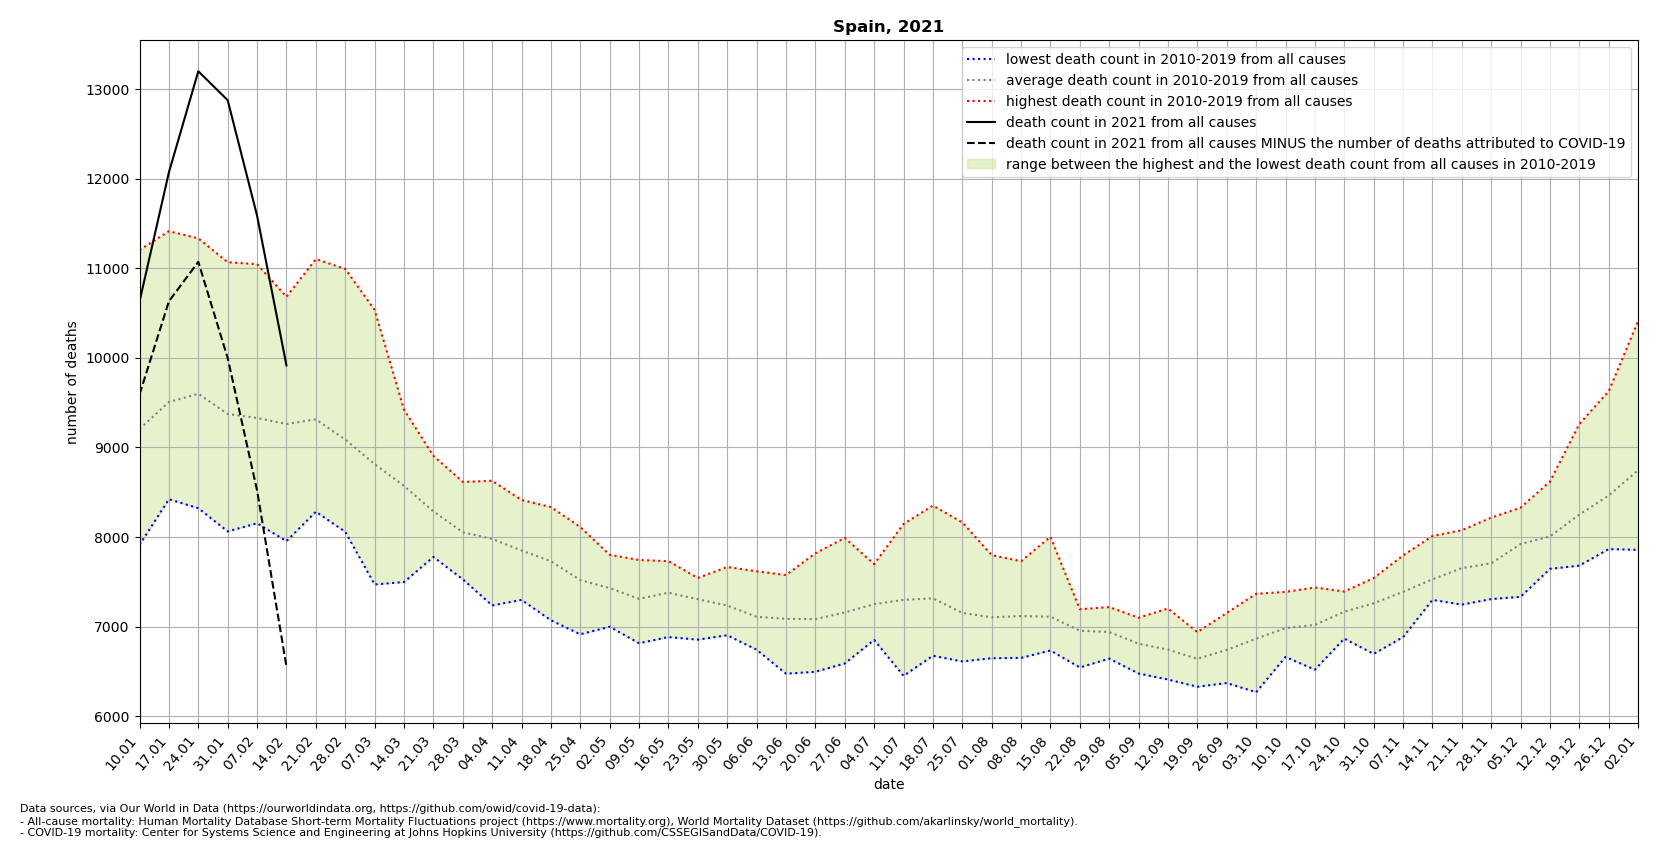 Spain, 2021
lowest death count in 2010-2019 from all causes
average death count in 2010-2019 from all causes
highest death count in 2010-2019 from all causes
death count in 2021 from all causes
death count in 2021 from all causes MINUS the number of deaths attributed to COVID-19
range between the highest and the lowest death count from all causes in 2010-2019
number of deaths
13000
12000
11000
10000
9000
8000
7000
6000
10.01 17.01 24.01 31.01 07.02 14.02 21.02 28.02 07.03 14.03 21.03 28.03 04.04 11.04 18.04 25.04 02.05 09.05 16.05 23.05 30.05 06.06 13.06 20.06 27.06 04.07 11.07 18.07 25.07 01.08 08.08 15.08 22.08 29.08 05.09 12.09 19.09 26.09 03.10 10.10 17.10 24.10 31.10 07.11 14.11 21.11 28.11 05.12 12.12 19.12 26.12 02.01
date
Data sources, via Our World in Data (https://ourworldindata.org, https://github.com/owid/covid-19-data):
- All-cause mortality: Human Mortality Database Short-term Mortality Fluctuations project (https://www.mortality.org), World Mortality Dataset (https://github.com/akarlinsky/world_mortality).
- COVID-19 mortality: Center for Systems Science and Engineering at Johns Hopkins University (https://github.com/CSSEGISandData/COVID-19).